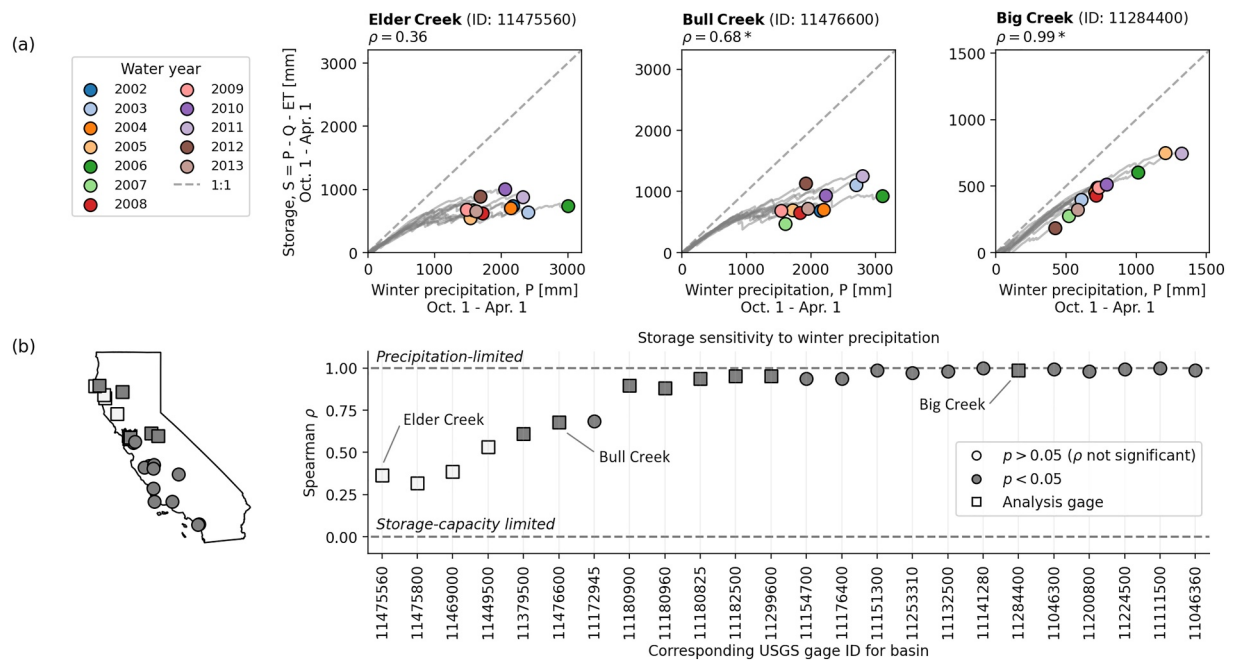 (a)
Water year
2002
2003
2004
2005
2006
2007
2008
2009
2010
2011
2012
2013
1:1
Elder Creek (ID: 11475560)
ρ = 0.36
Storage, S = P - Q - ET [mm]
Oct. 1 - Apr. 1
3000
2000
1000
0
0 1000 2000 3000
Winter precipitation, P [mm]
Oct. 1 - Apr. 1
Bull Creek (ID: 11476600)
ρ = 0.68 *
3000
2000
1000
0
0 1000 2000 3000
Winter precipitation, P [mm]
Oct. 1 - Apr. 1
Big Creek (ID: 11284400)
ρ = 0.99 *
1500
1000
500
0
0 500 1000 1500
Winter precipitation, P [mm]
Oct. 1 - Apr. 1
(b)
Storage sensitivity to winter precipitation
Spearman ρ
1.00
0.75
0.50
0.25
0.00
Precipitation-limited
Elder Creek
Bull Creek
Big Creek
Storage-capacity limited
p > 0.05 (ρ not significant)
p < 0.05
Analysis gage
11475560
11475800
11469000
11449500
11379500
11476600
11172945
11180900
11180960
11180825
11182500
11299600
11154700
11176400
11151300
11253310
11132500
11141280
11284400
11046300
11200800
11224500
11111500
11046360
Corresponding USGS gage ID for basin